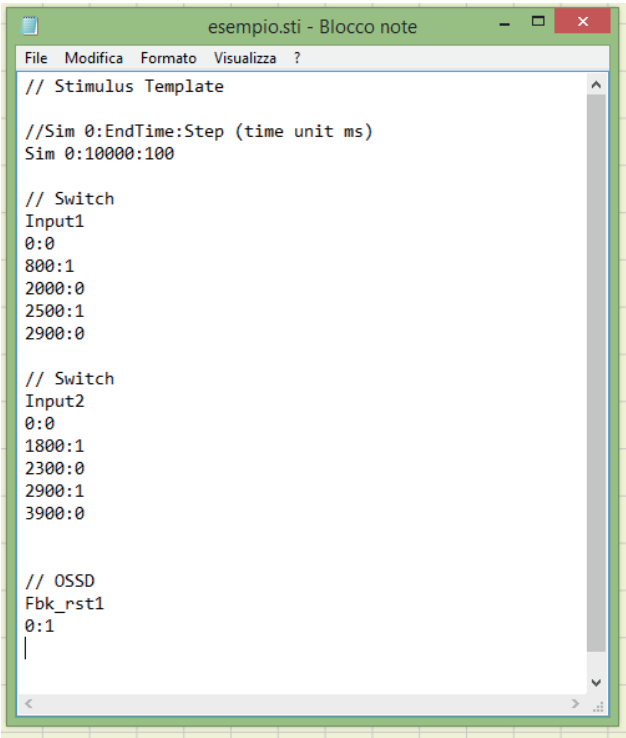 esempio.sti - Blocco note
File Modifica Formato Visualizza ?
// Stimulus Template
//Sim 0:EndTime:Step (time unit ms)
Sim 0:10000:100
// Switch
Input1
0:0
800:1
2000:0
2500:1
2900:0
// Switch
Input2
0:0
1800:1
2300:0
2900:1
3900:0
// OSSD
Fbk_rst1
0:1